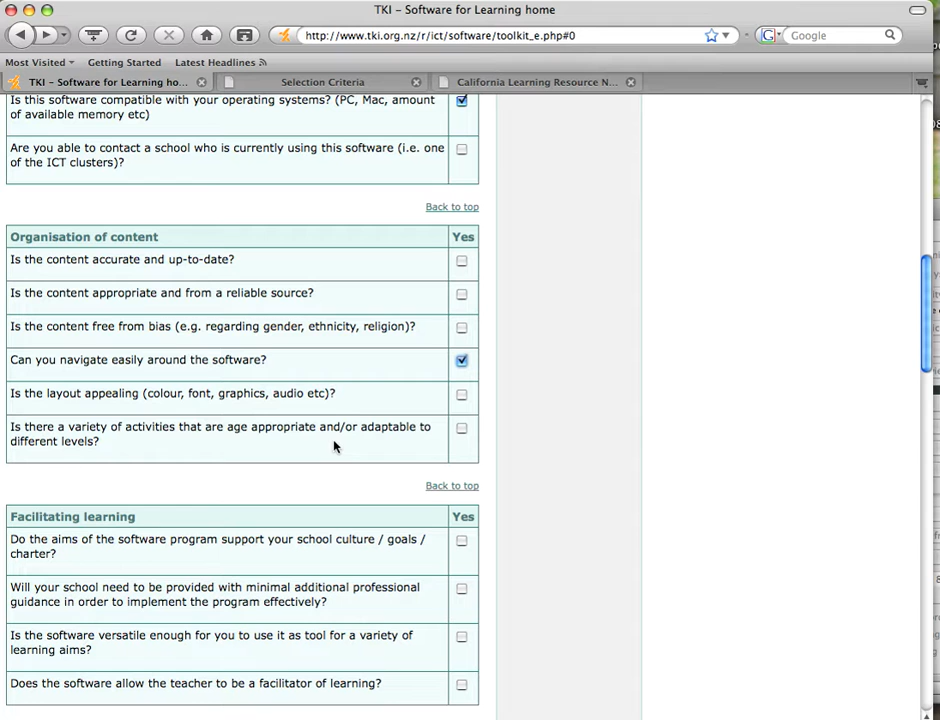 TKI – Software for Learning home
http://www.tki.org.nz/r/ict/software/toolkit_e.php#0
Google
Most Visited
Getting Started
Latest Headlines
TKI – Software for Learning ho...
Selection Criteria
California Learning Resource N...
Is this software compatible with your operating systems? (PC, Mac, amount
of available memory etc)
Are you able to contact a school who is currently using this software (i.e. one
of the ICT clusters)?
Back to top
Organisation of content Yes
Is the content accurate and up-to-date?
Is the content appropriate and from a reliable source?
Is the content free from bias (e.g. regarding gender, ethnicity, religion)?
Can you navigate easily around the software?
Is the layout appealing (colour, font, graphics, audio etc)?
Is there a variety of activities that are age appropriate and/or adaptable to
different levels?
Back to top
Facilitating learning Yes
Do the aims of the software program support your school culture / goals /
charter?
Will your school need to be provided with minimal additional professional
guidance in order to implement the program effectively?
Is the software versatile enough for you to use it as tool for a variety of
learning aims?
Does the software allow the teacher to be a facilitator of learning?